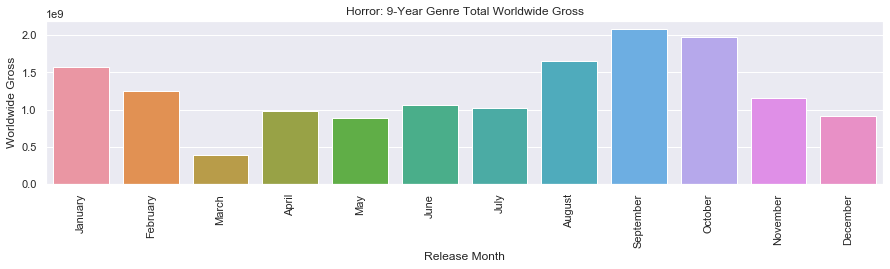 Horror: 9-Year Genre Total Worldwide Gross
1e9
Worldwide Gross
2.0
1.5
1.0
0.5
0.0
January
February
March
April
May
June
July
August
September
October
November
December
Release Month